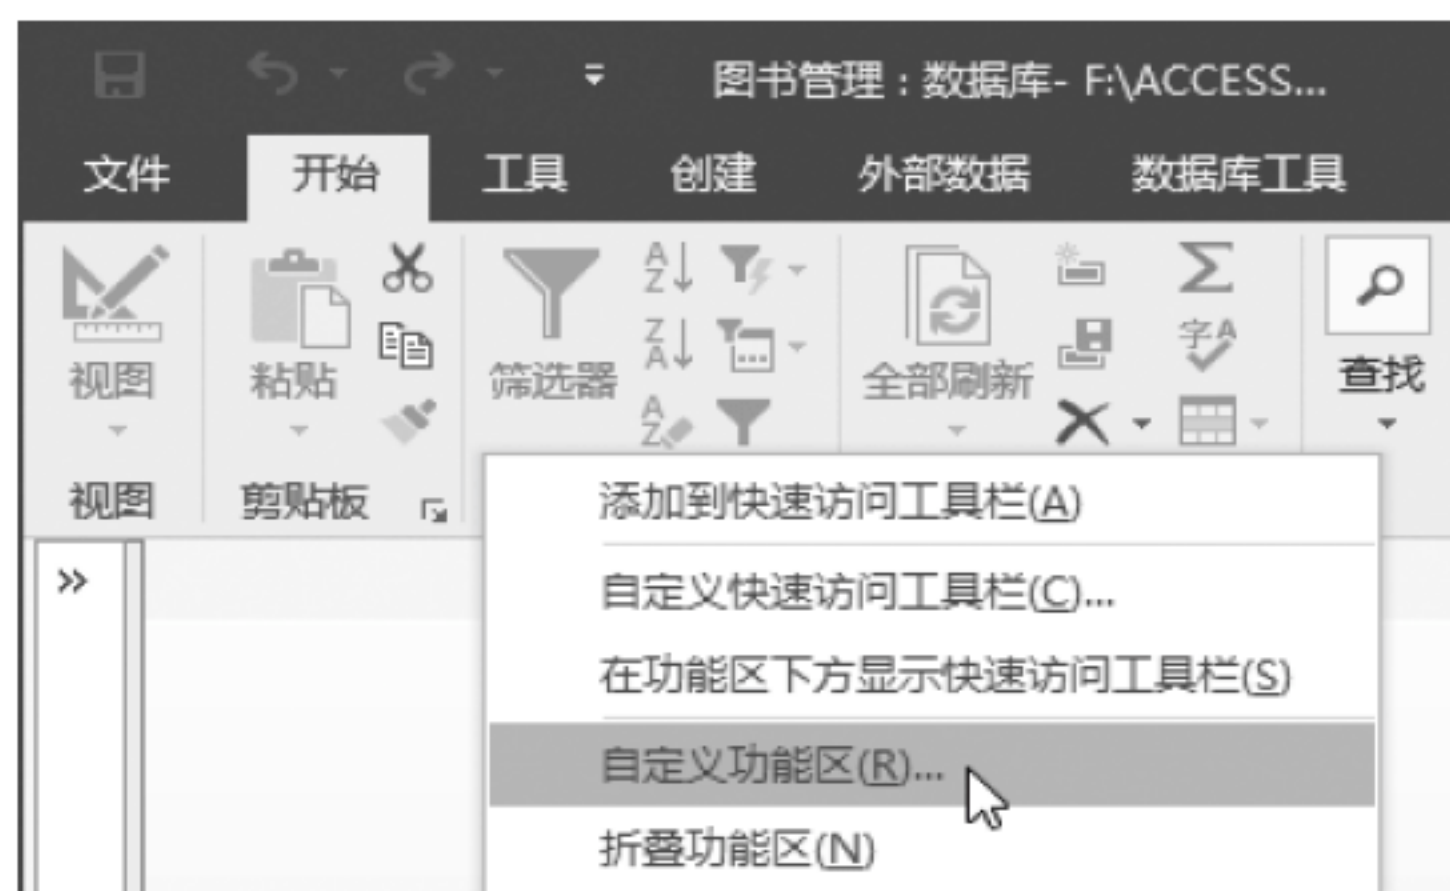 图书管理：数据库- F:\ACCESS...
文件 开始 工具 创建 外部数据 数据库工具
视图 粘贴 筛选器 全部刷新 查找
视图 剪贴板
添加到快速访问工具栏(A)
自定义快速访问工具栏(C)...
在功能区下方显示快速访问工具栏(S)
自定义功能区(R)...
折叠功能区(N)